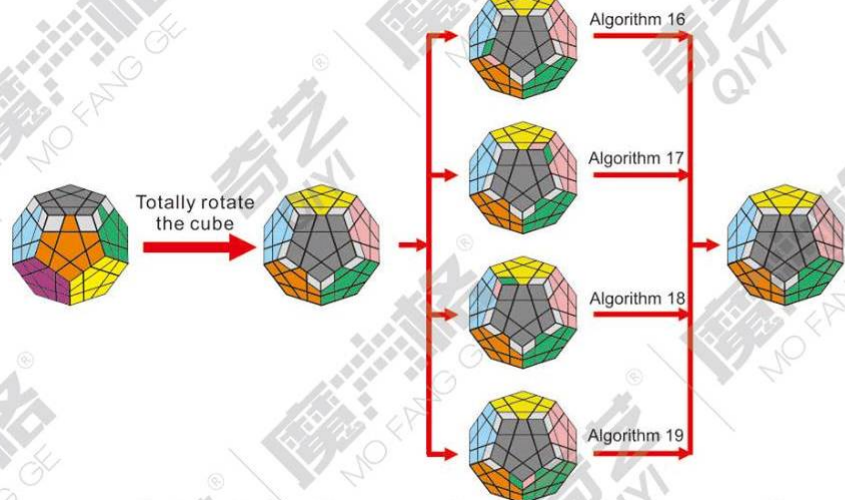 Algorithm 16
Algorithm 17
Totally rotate
the cube
Algorithm 18
Algorithm 19
魔方格
MO FANG GE
®
奇艺
QIYI